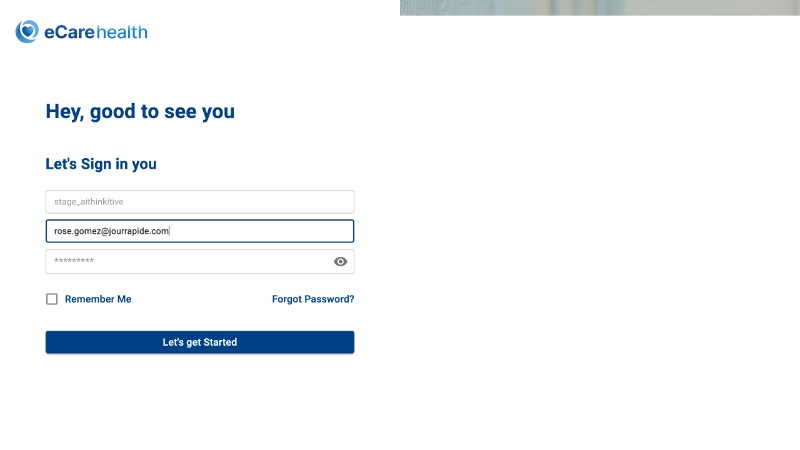 eCarehealth
Hey, good to see you
Let's Sign in you
stage_aithinkitive
rose.gomez@jourrapide.com
*********
Remember Me
Forgot Password?
Let's get Started